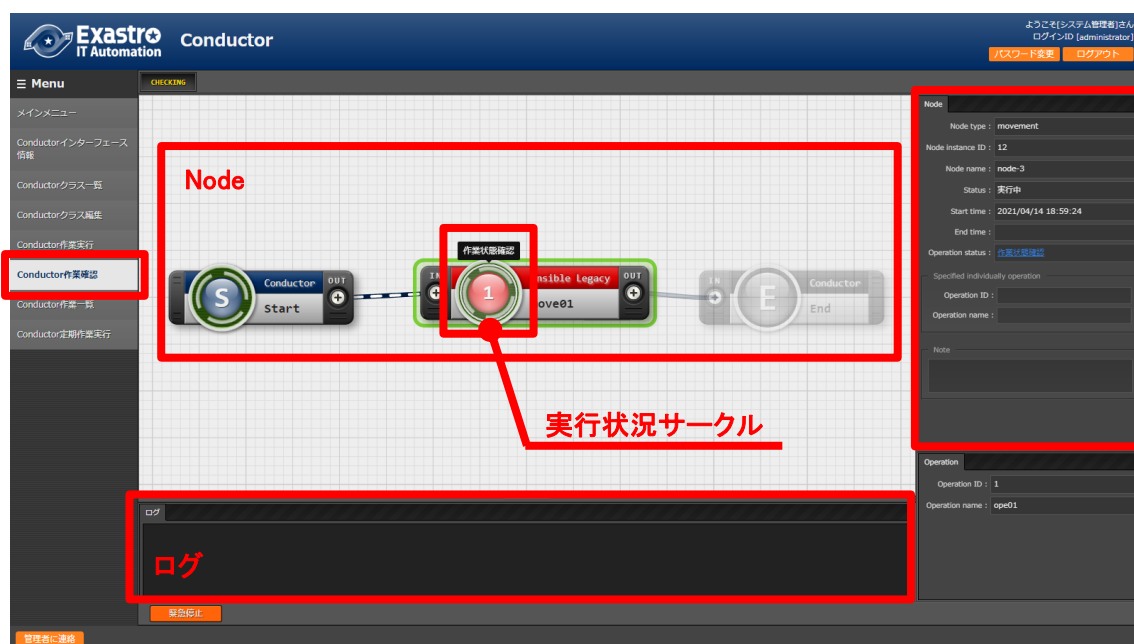 Exastro
IT Automation
Conductor
ようこそ[システム管理者]さん
ログインID [administrator]
パスワード変更
ログアウト
Menu
メインメニュー
Conductorインターフェース
情報
Conductorクラス一覧
Conductorクラス編集
Conductor作業実行
Conductor作業確認
Conductor作業一覧
Conductor定期作業実行
CHECKING
Node
作業状態確認
S
Conductor
OUT
Start
IN
1
nsible Legacy
OUT
ove01
IN
E
Conductor
End
実行状況サークル
ログ
ログ
緊急停止
Node
Node type : movement
Node instance ID : 12
Node name : node-3
Status : 実行中
Start time : 2021/04/14 18:59:24
End time :
Operation status : 作業状態確認
Specified individually operation
Operation ID :
Operation name :
Note
Operation
Operation ID : 1
Operation name : ope01
管理者に連絡